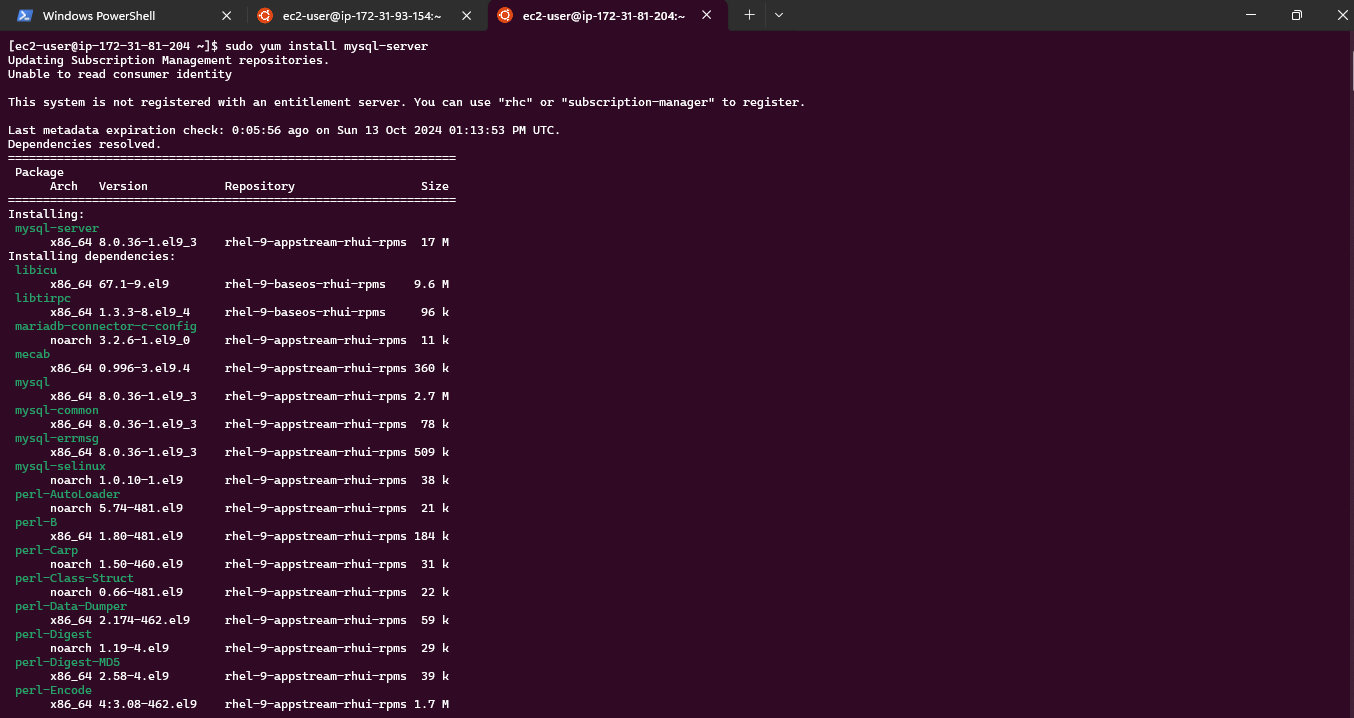 Windows PowerShell
ec2-user@ip-172-31-93-154:~
ec2-user@ip-172-31-81-204:~
[ec2-user@ip-172-31-81-204 ~]$ sudo yum install mysql-server
Updating Subscription Management repositories.
Unable to read consumer identity
This system is not registered with an entitlement server. You can use "rhc" or "subscription-manager" to register.
Last metadata expiration check: 0:05:56 ago on Sun 13 Oct 2024 01:13:53 PM UTC.
Dependencies resolved.
================================================================
Package
Arch Version Repository Size
================================================================
Installing:
mysql-server
x86_64 8.0.36-1.el9_3 rhel-9-appstream-rhui-rpms 17 M
Installing dependencies:
libicu
x86_64 67.1-9.el9 rhel-9-baseos-rhui-rpms 9.6 M
libtirpc
x86_64 1.3.3-8.el9_4 rhel-9-baseos-rhui-rpms 96 k
mariadb-connector-c-config
noarch 3.2.6-1.el9_0 rhel-9-appstream-rhui-rpms 11 k
mecab
x86_64 0.996-3.el9.4 rhel-9-appstream-rhui-rpms 360 k
mysql
x86_64 8.0.36-1.el9_3 rhel-9-appstream-rhui-rpms 2.7 M
mysql-common
x86_64 8.0.36-1.el9_3 rhel-9-appstream-rhui-rpms 78 k
mysql-errmsg
x86_64 8.0.36-1.el9_3 rhel-9-appstream-rhui-rpms 509 k
mysql-selinux
noarch 1.0.10-1.el9 rhel-9-appstream-rhui-rpms 38 k
perl-AutoLoader
noarch 5.74-481.el9 rhel-9-appstream-rhui-rpms 21 k
perl-B
x86_64 1.80-481.el9 rhel-9-appstream-rhui-rpms 184 k
perl-Carp
noarch 1.50-460.el9 rhel-9-appstream-rhui-rpms 31 k
perl-Class-Struct
noarch 0.66-481.el9 rhel-9-appstream-rhui-rpms 22 k
perl-Data-Dumper
x86_64 2.174-462.el9 rhel-9-appstream-rhui-rpms 59 k
perl-Digest
noarch 1.19-4.el9 rhel-9-appstream-rhui-rpms 29 k
perl-Digest-MD5
x86_64 2.58-4.el9 rhel-9-appstream-rhui-rpms 39 k
perl-Encode
x86_64 4:3.08-462.el9 rhel-9-appstream-rhui-rpms 1.7 M